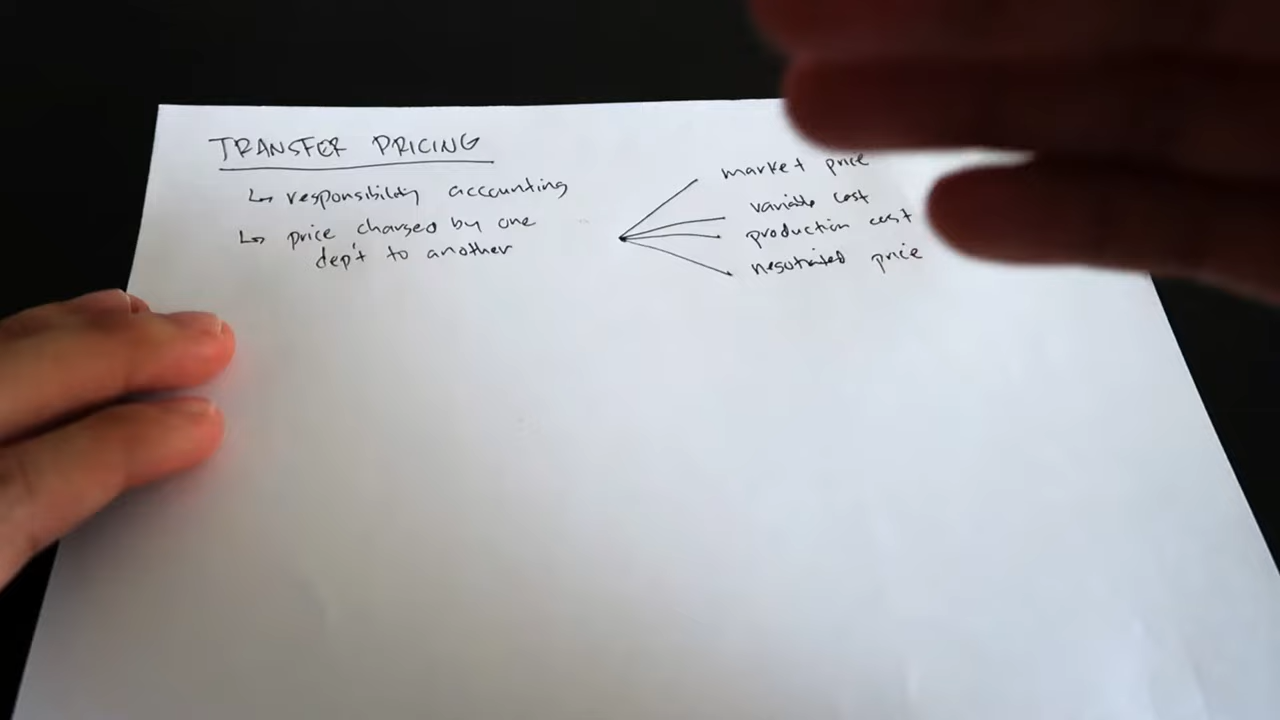 TRANSFER PRICING
↳ responsibility accounting
↳ price charged by one
dep't to another
market price
variable cost
production cost
negotiated price